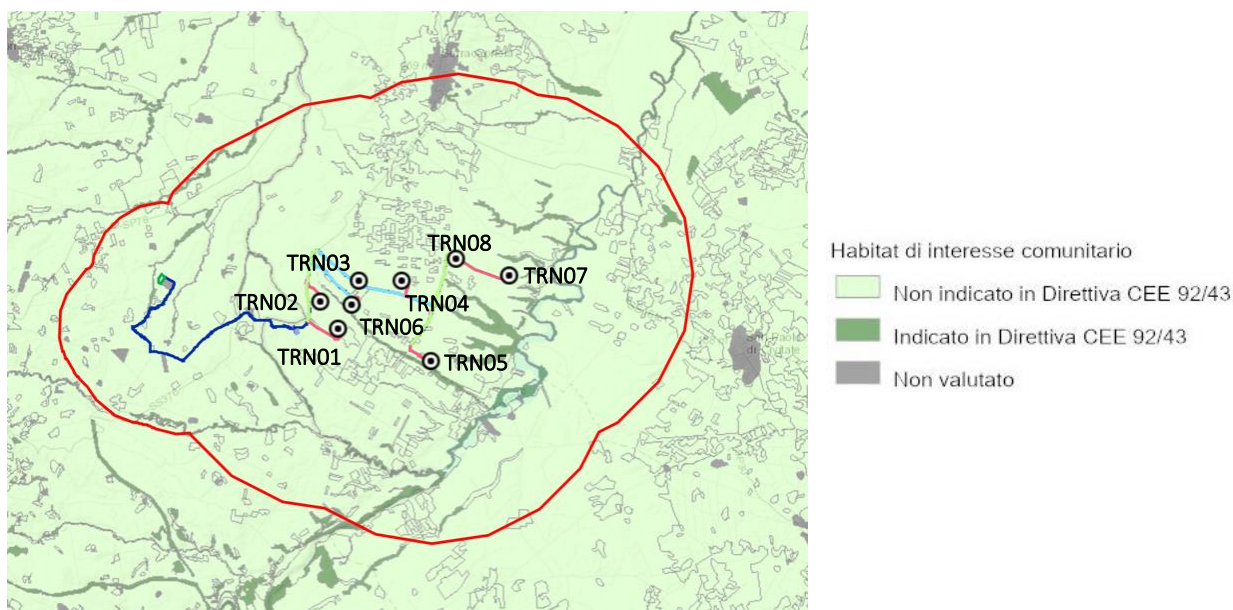 TRN08
TRN03
TRN07
TRN02
TRN04
TRN06
TRN01
TRN05
Habitat di interesse comunitario
Non indicato in Direttiva CEE 92/43
Indicato in Direttiva CEE 92/43
Non valutato